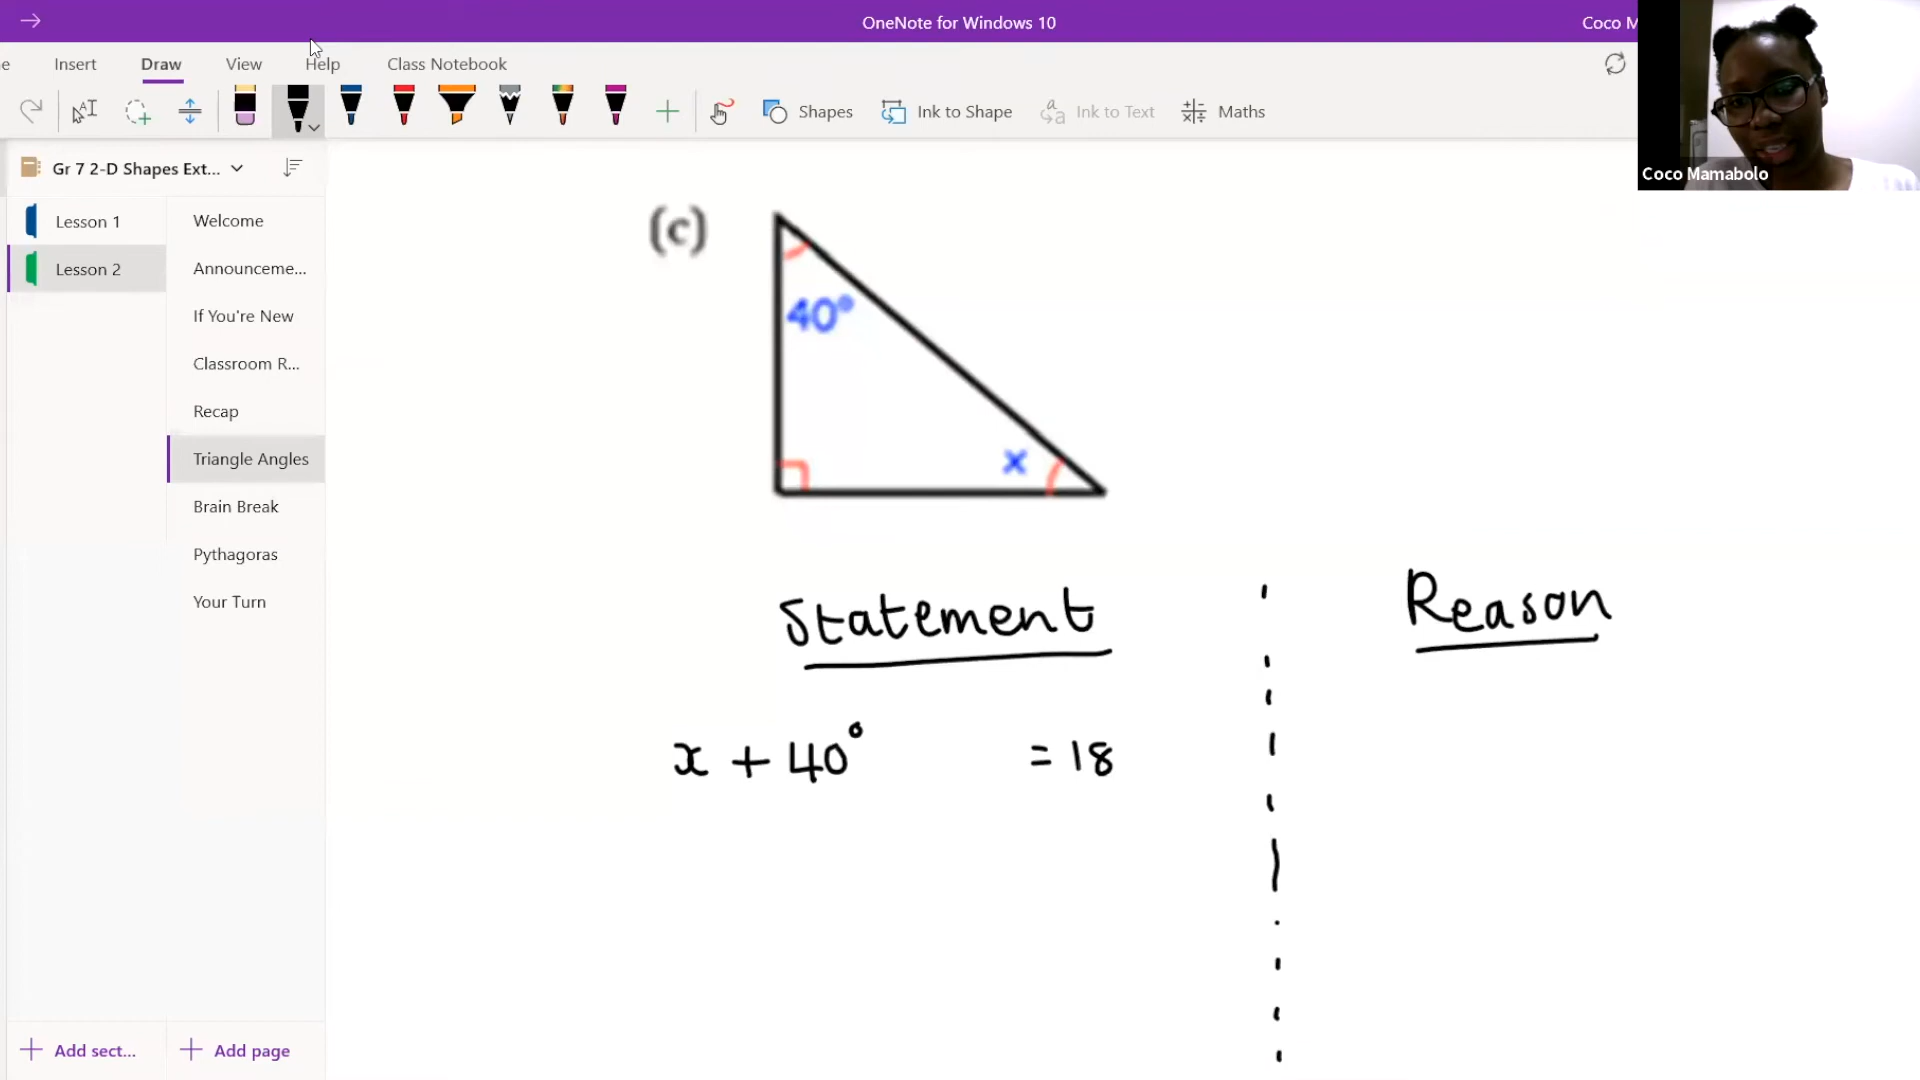 OneNote for Windows 10
Coco M
e
Insert
Draw
View
Help
Class Notebook
Shapes
Ink to Shape
Ink to Text
Maths
Coco Mamabolo
Gr 7 2-D Shapes Ext...
Lesson 1
Lesson 2
Welcome
Announceme...
If You're New
Classroom R...
Recap
Triangle Angles
Brain Break
Pythagoras
Your Turn
Add sect...
Add page
(c)
40°
x
Statement
Reason
x + 40° = 18